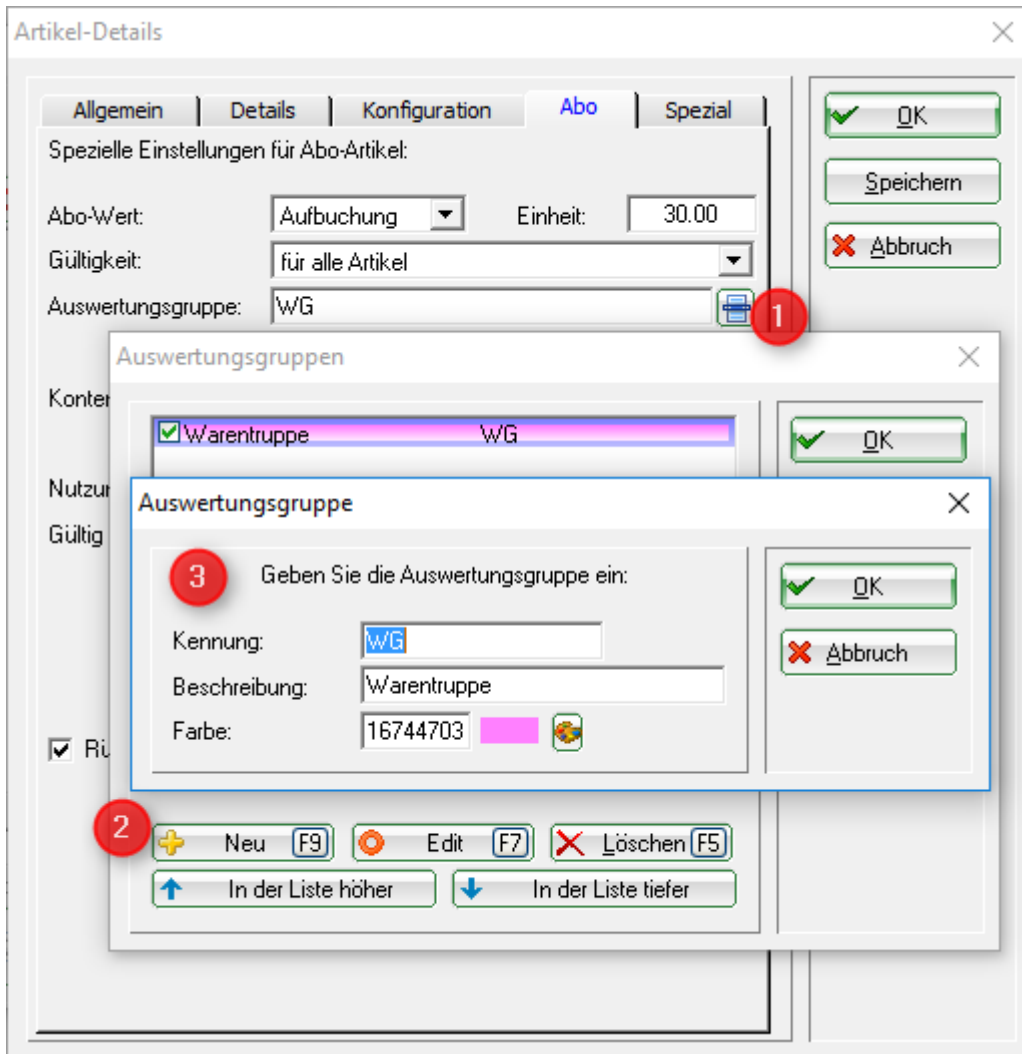 Artikel-Details
Allgemein Details Konfiguration Abo Spezial
OK
Speichern
Abbruch
Spezielle Einstellungen für Abo-Artikel:
Abo-Wert: Aufbuchung Einheit: 30.00
Gültigkeit: für alle Artikel
Auswertungsgruppe: WG
1
Auswertungsgruppen
Warentruppe WG
OK
Gültig
Auswertungsgruppe
3 Geben Sie die Auswertungsgruppe ein:
Kennung: WG
Beschreibung: Warentruppe
Farbe: 16744703
OK
Abbruch
2
Neu F9 Edit F7 Löschen F5
In der Liste höher In der Liste tiefer